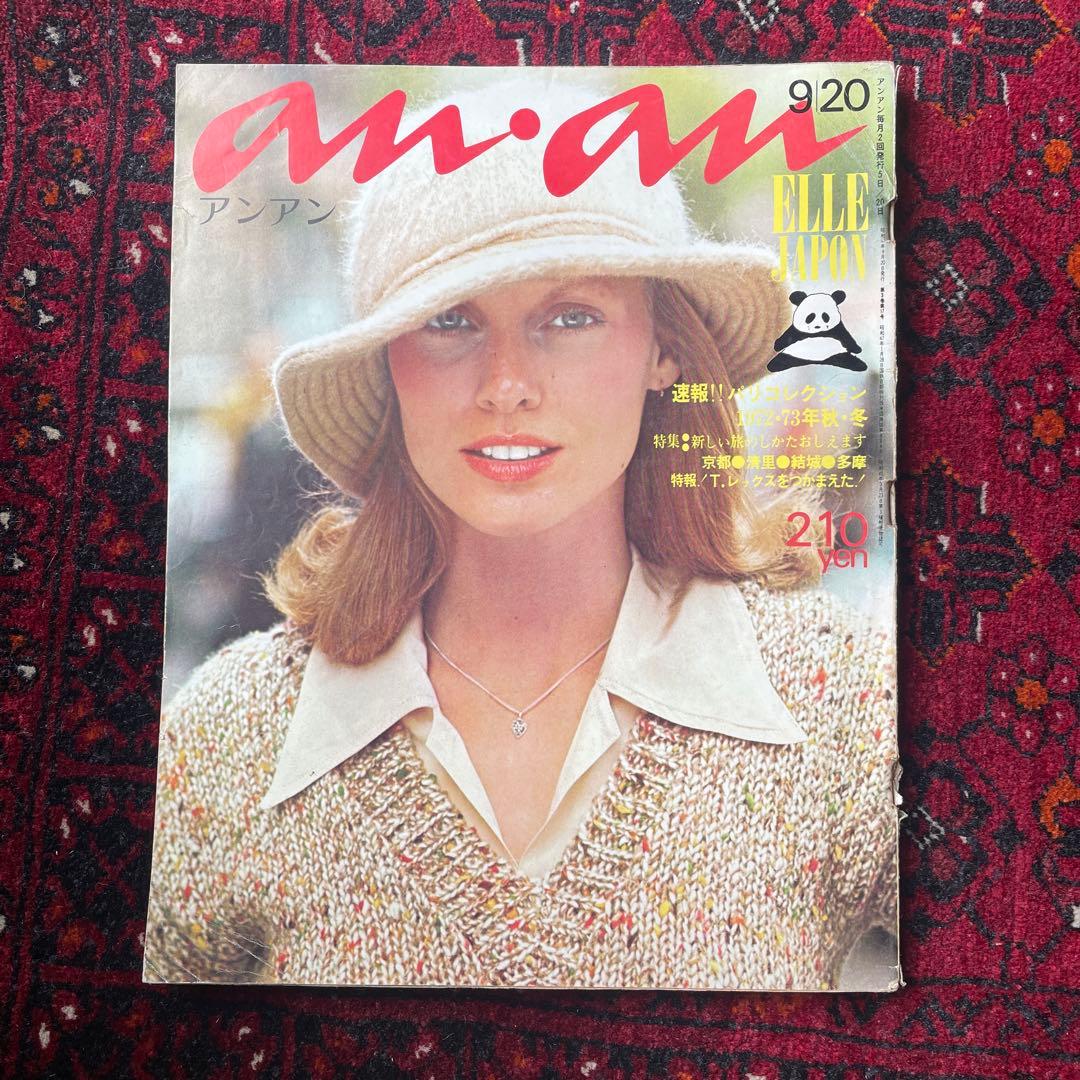 an·an
9|20
アンアン
ELLE
JAPON
速報!!パリコレクション
1972・73年秋・冬
特集:新しい旅のしかたおしえます
京都●清里●結城●多摩
特報!T.レックスをつかまえた!
210
yen
アンアン毎月2回発行5日/20日